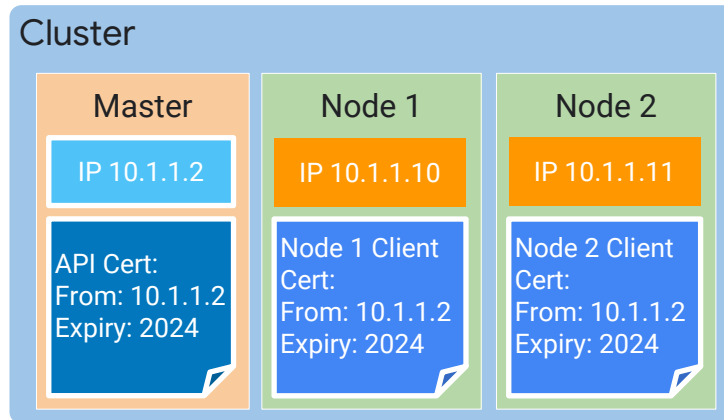 Cluster
Master
IP 10.1.1.2
API Cert:
From: 10.1.1.2
Expiry: 2024
Node 1
IP 10.1.1.10
Node 1 Client
Cert:
From: 10.1.1.2
Expiry: 2024
Node 2
IP 10.1.1.11
Node 2 Client
Cert:
From: 10.1.1.2
Expiry: 2024